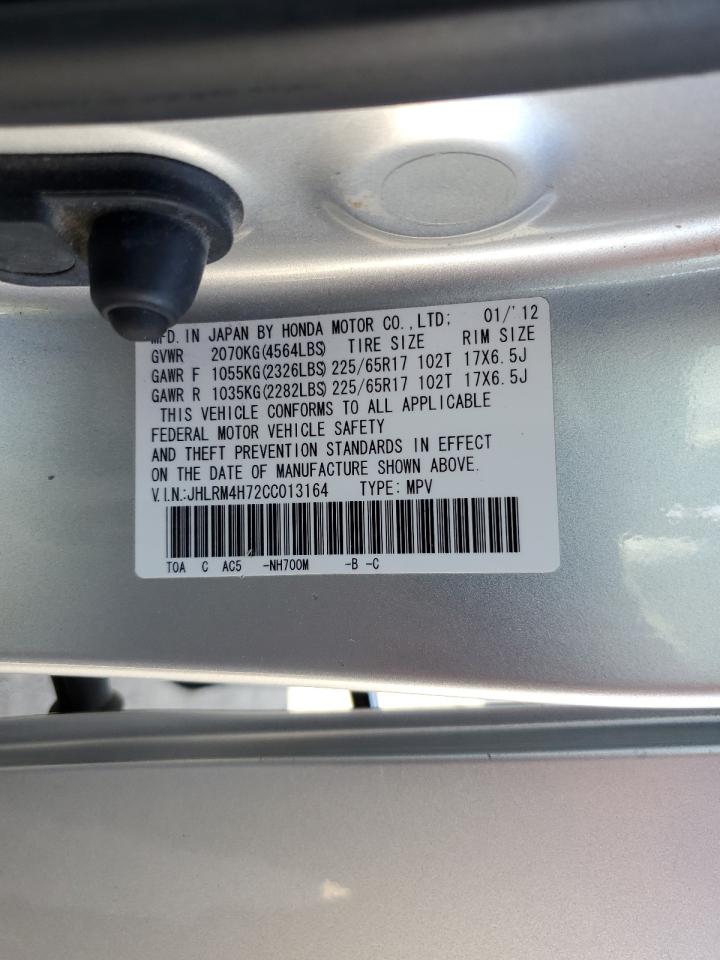 MFD. IN JAPAN BY HONDA MOTOR CO.,LTD; 01/'12
GVWR 2070KG(4564LBS) TIRE SIZE RIM SIZE
GAWR F 1055KG(2326LBS) 225/65R17 102T 17X6.5J
GAWR R 1035KG(2282LBS) 225/65R17 102T 17X6.5J
THIS VEHICLE CONFORMS TO ALL APPLICABLE
FEDERAL MOTOR VEHICLE SAFETY
AND THEFT PREVENTION STANDARDS IN EFFECT
ON THE DATE OF MANUFACTURE SHOWN ABOVE.
V.I.N.:JHLRM4H72CC013164 TYPE: MPV
T0A C AC5 -NH700M -B -C